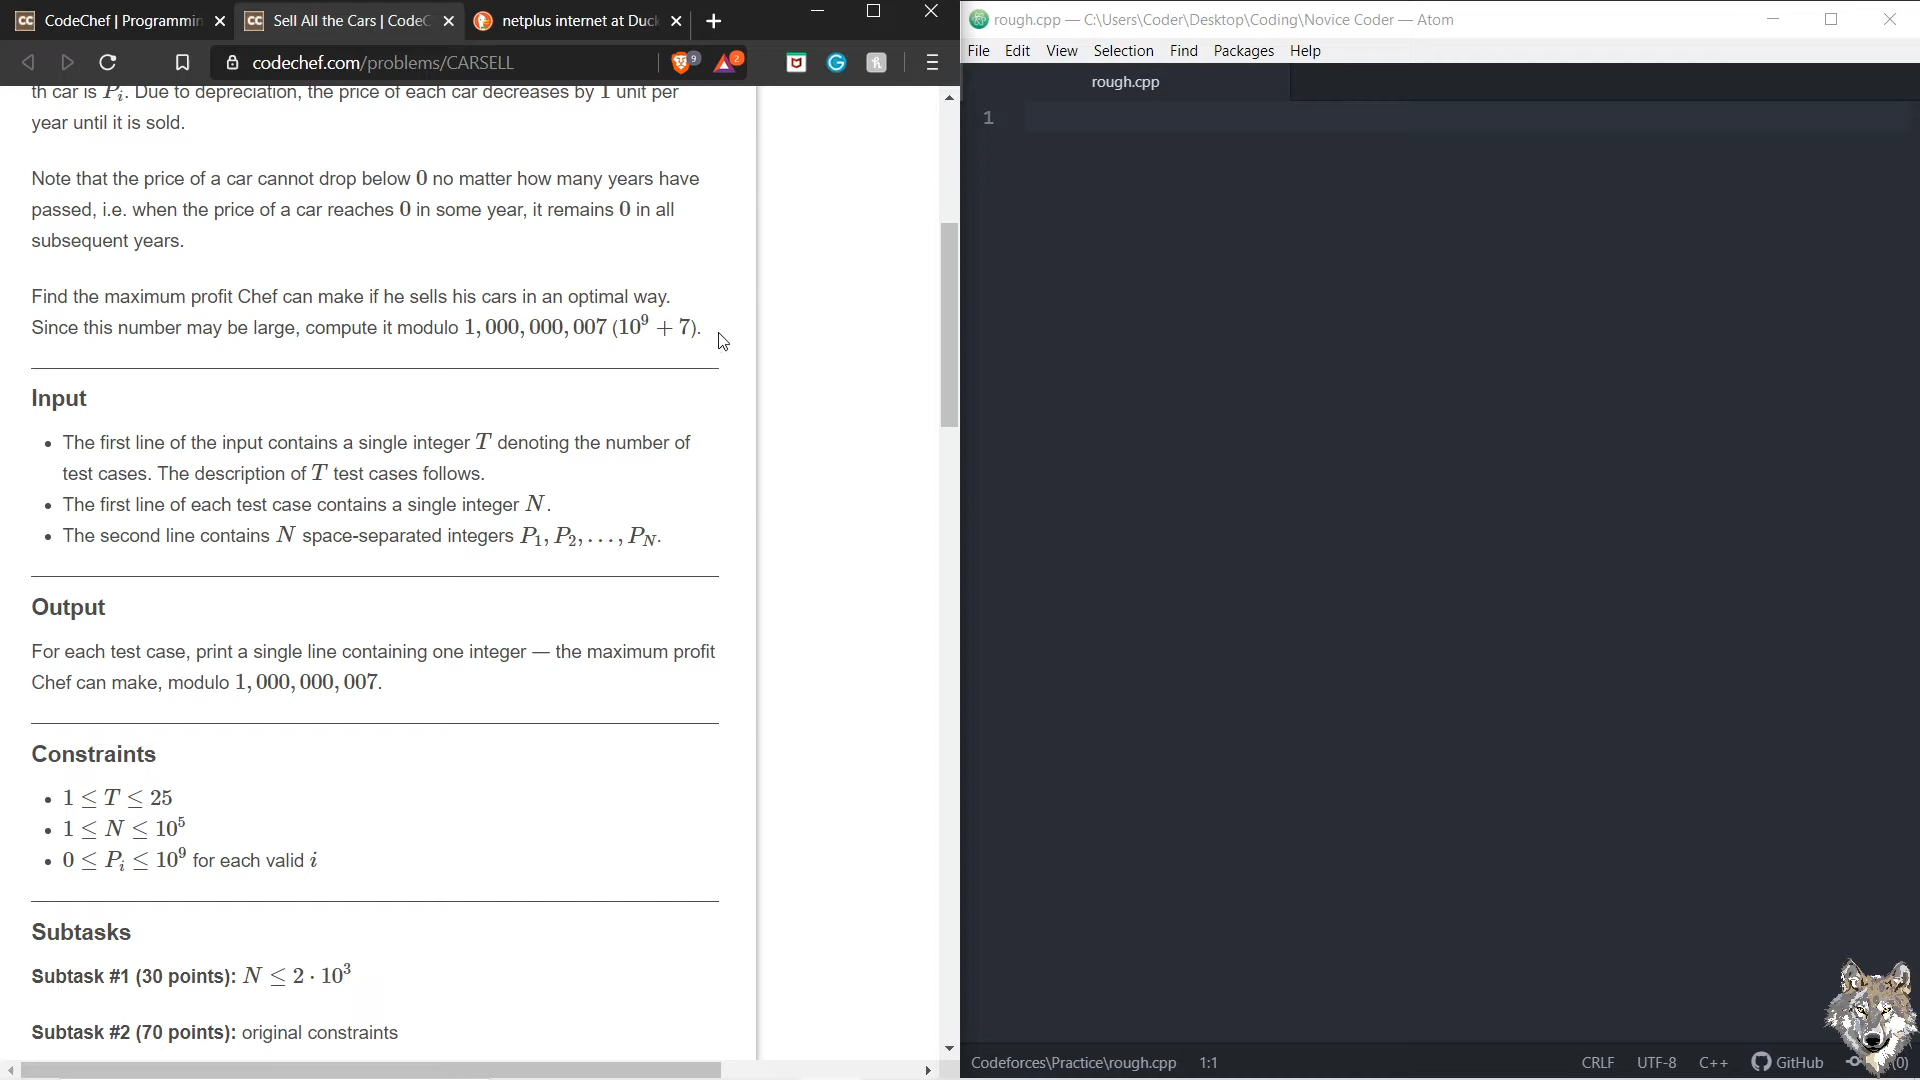 CodeChef | Programmin
Sell All the Cars | CodeC
netplus internet at Duck
codechef.com/problems/CARSELL
9
2
th car is P_i. Due to depreciation, the price of each car decreases by 1 unit per
year until it is sold.
Note that the price of a car cannot drop below 0 no matter how many years have
passed, i.e. when the price of a car reaches 0 in some year, it remains 0 in all
subsequent years.
Find the maximum profit Chef can make if he sells his cars in an optimal way.
Since this number may be large, compute it modulo 1,000,000,007 (10^9 + 7).
Input
• The first line of the input contains a single integer T denoting the number of
test cases. The description of T test cases follows.
• The first line of each test case contains a single integer N.
• The second line contains N space-separated integers P_1, P_2, ..., P_N.
Output
For each test case, print a single line containing one integer — the maximum profit
Chef can make, modulo 1,000,000,007.
Constraints
• 1 ≤ T ≤ 25
• 1 ≤ N ≤ 10^5
• 0 ≤ P_i ≤ 10^9 for each valid i
Subtasks
Subtask #1 (30 points): N ≤ 2 · 10^3
Subtask #2 (70 points): original constraints
rough.cpp — C:\Users\Coder\Desktop\Coding\Novice Coder — Atom
File Edit View Selection Find Packages Help
rough.cpp
1
Codeforces\Practice\rough.cpp 1:1 CRLF UTF-8 C++ GitHub (0)